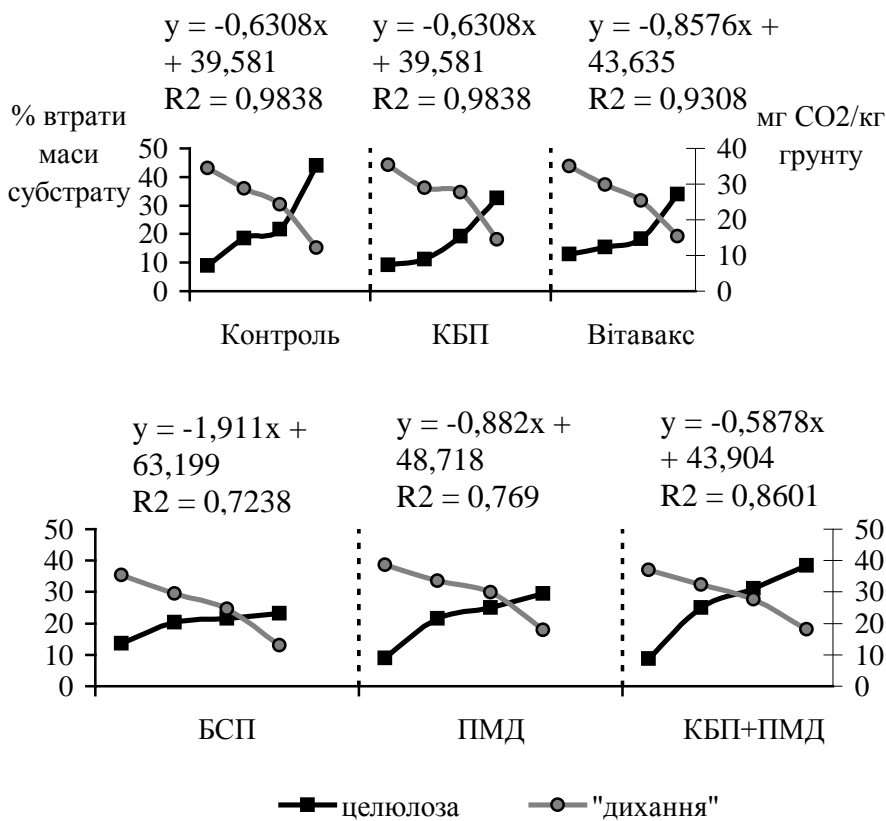 y = -0,6308x
+ 39,581
R2 = 0,9838
y = -0,6308x
+ 39,581
R2 = 0,9838
y = -0,8576x +
43,635
R2 = 0,9308
% втрати
маси
субстрату
мг CO2/кг
грунту
50
40
30
20
10
0
40
30
20
10
0
Контроль
КБП
Вітавакс
y = -1,911x +
63,199
R2 = 0,7238
y = -0,882x +
48,718
R2 = 0,769
y = -0,5878x
+ 43,904
R2 = 0,8601
50
40
30
20
10
0
50
40
30
20
10
0
БСП
ПМД
КБП+ПМД
целюлоза
"дихання"